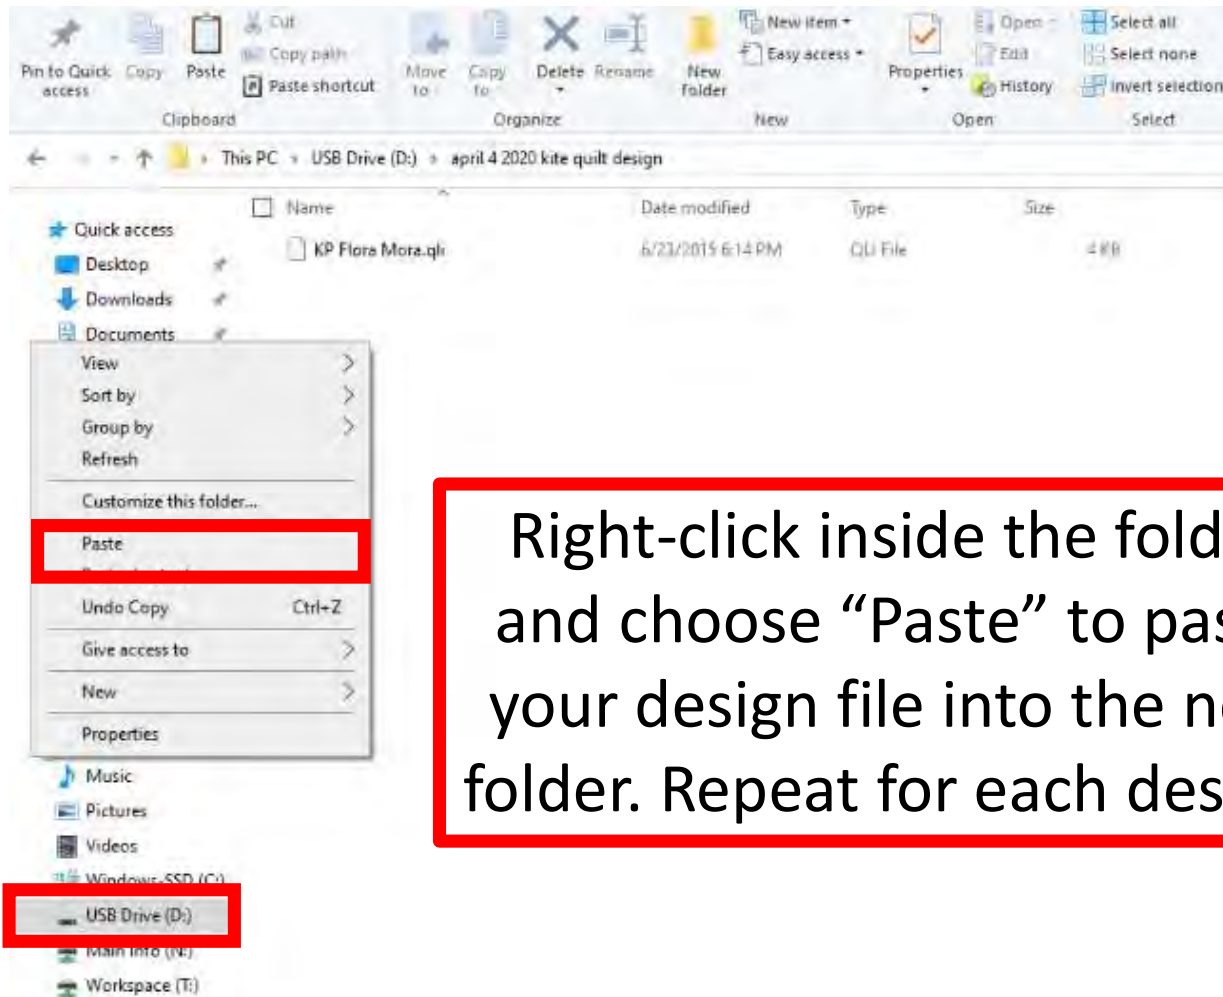 Cut
Copy path
Paste shortcut
Pin to Quick access
Copy
Paste
Clipboard
Move to
Copy to
Delete
Rename
Organize
New folder
New item
Easy access
New
Properties
Open
Edit
History
Open
Select all
Select none
Invert selection
Select
This PC USB Drive (D:) april 4 2020 kite quilt design
Name Date modified Type Size
KP Flora Mora.qli 6/23/2015 6:14 PM QLI File 4 KB
Quick access
Desktop
Downloads
Documents
View
Sort by
Group by
Refresh
Customize this folder...
Paste
Undo Copy Ctrl+Z
Give access to
New
Properties
Music
Pictures
Videos
Windows-SSD (C:)
USB Drive (D:)
Main Info (N:)
Workspace (T:)
Right-click inside the fold
and choose “Paste” to pas
your design file into the n
folder. Repeat for each des